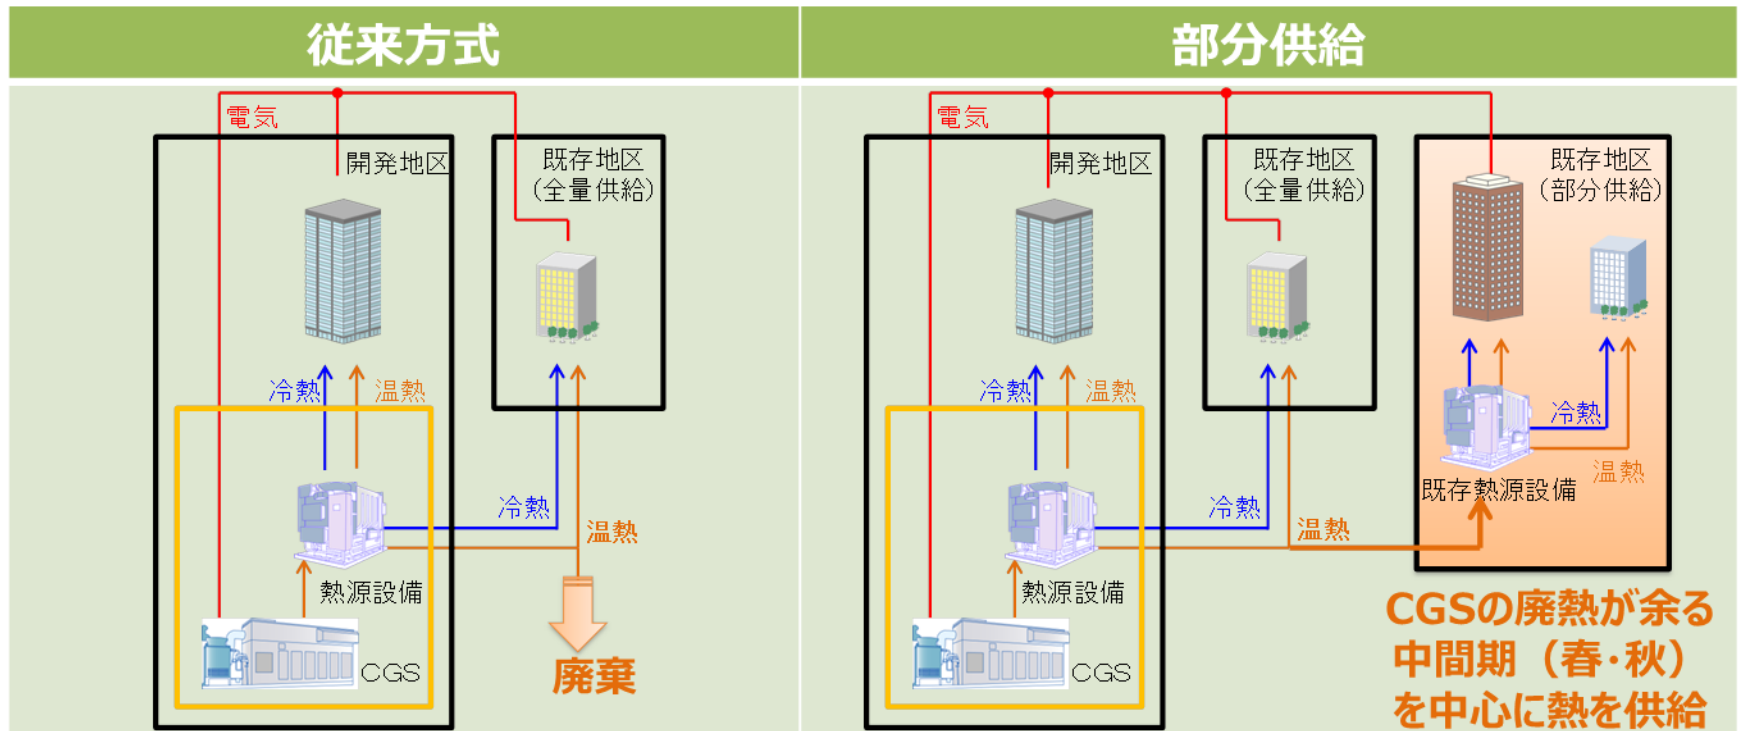 従来方式
電気
開発地区
既存地区
(全量供給)
冷熱
温熱
冷熱
温熱
熱源設備
CGS
廃棄
部分供給
電気
開発地区
既存地区
(全量供給)
既存地区
(部分供給)
冷熱
温熱
冷熱
温熱
既存熱源設備
冷熱
温熱
熱源設備
CGS
CGSの廃熱が余る
中間期（春･秋）
を中心に熱を供給